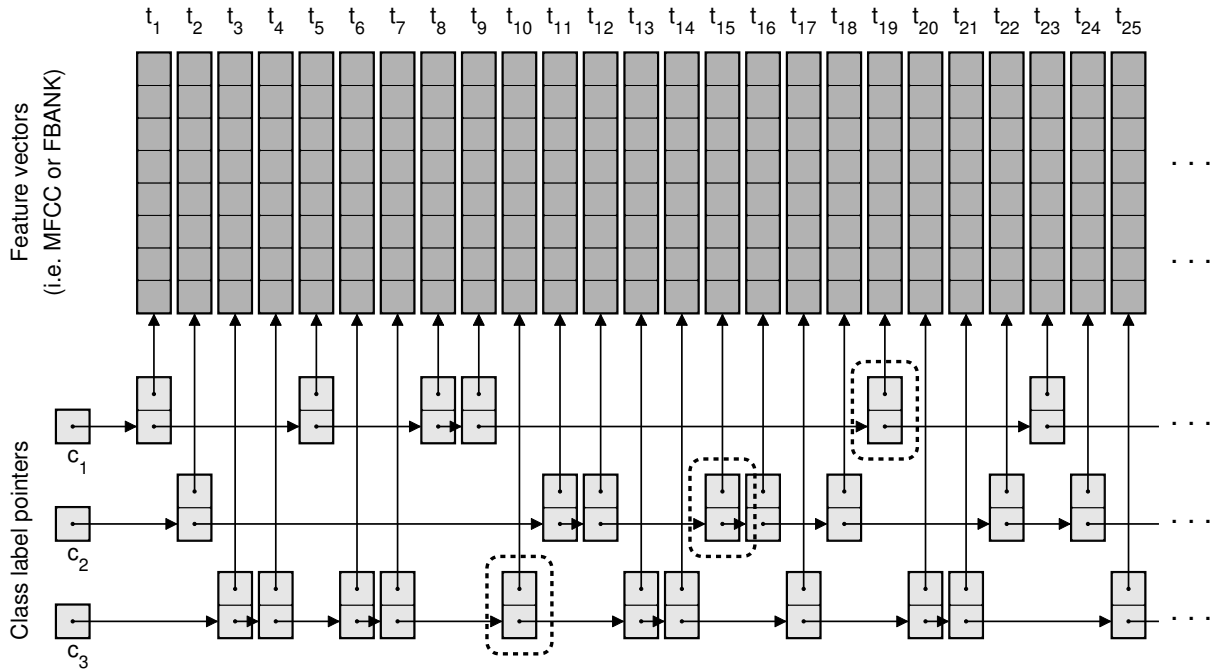 t1 t2 t3 t4 t5 t6 t7 t8 t9 t10 t11 t12 t13 t14 t15 t16 t17 t18 t19 t20 t21 t22 t23 t24 t25
Feature vectors
(i.e. MFCC or FBANK)
. . .
. . .
Class label pointers
c1
. . .
c2
. . .
c3
. . .